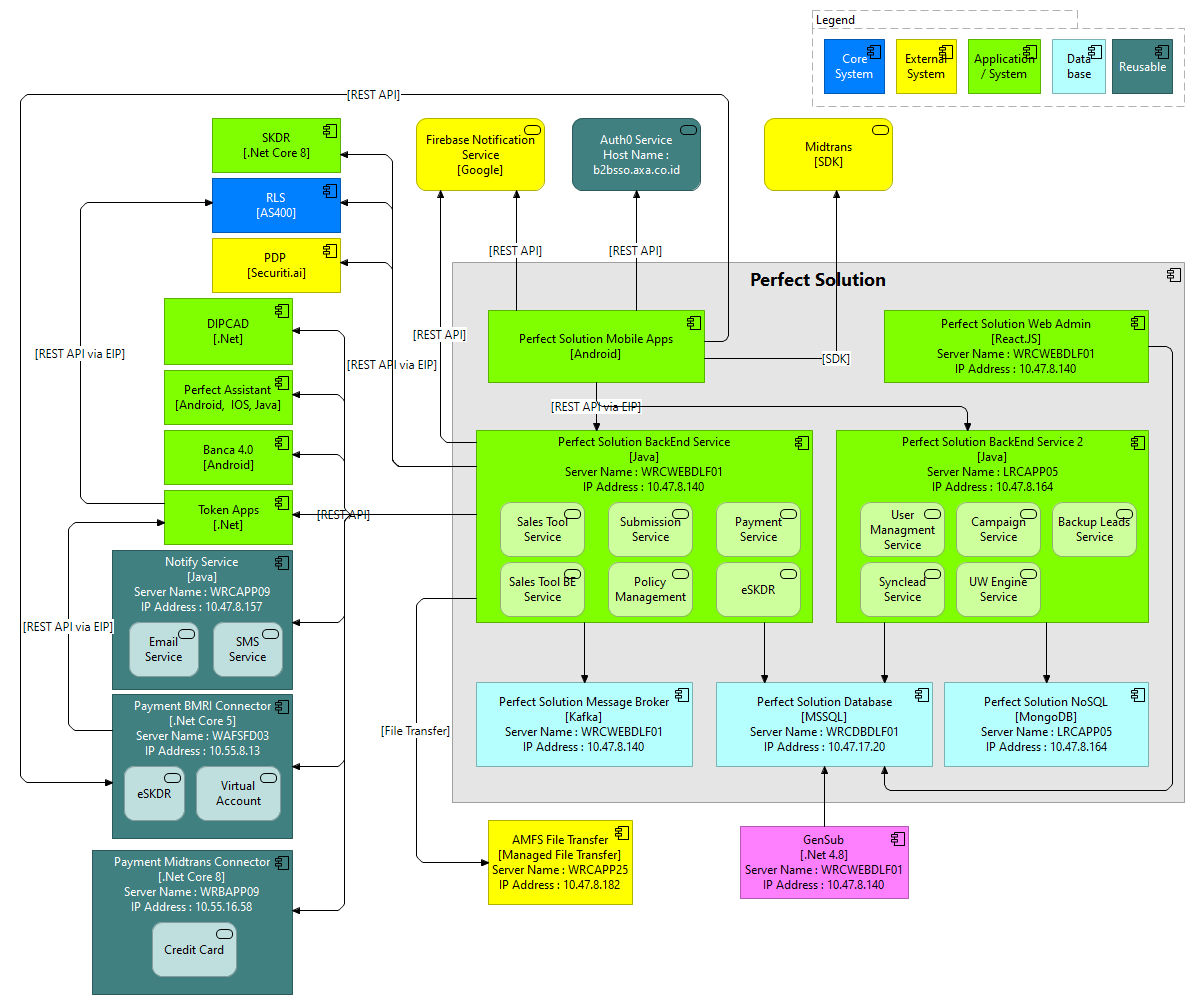 Legend
Core
System
External
System
Application
/ System
Data
base
Reusable
[REST API]
SKDR
[.Net Core 8]
RLS
[AS400]
PDP
[Securiti.ai]
Firebase Notification
Service
[Google]
Auth0 Service
Host Name :
b2bsso.axa.co.id
Midtrans
[SDK]
[REST API]
[REST API]
Perfect Solution
DIPCAD
[.Net]
Perfect Assistant
[Android, IOS, Java]
Banca 4.0
[Android]
Token Apps
[.Net]
[REST API via EIP]
[REST API via EIP]
[REST API]
Perfect Solution Mobile Apps
[Android]
[SDK]
Perfect Solution Web Admin
[React.JS]
Server Name : WRCWEBDLF01
IP Address : 10.47.8.140
[REST API via EIP]
Perfect Solution BackEnd Service
[Java]
Server Name : WRCWEBDLF01
IP Address : 10.47.8.140
Sales Tool
Service
Submission
Service
Payment
Service
Sales Tool BE
Service
Policy
Management
eSKDR
Perfect Solution BackEnd Service 2
[Java]
Server Name : LRCAPP05
IP Address : 10.47.8.164
User
Managment
Service
Campaign
Service
Backup Leads
Service
Synclead
Service
UW Engine
Service
[REST API]
Notify Service
[Java]
Server Name : WRCAPP09
IP Address : 10.47.8.157
Email
Service
SMS
Service
[REST API via EIP]
Payment BMRI Connector
[.Net Core 5]
Server Name : WAFSFD03
IP Address : 10.55.8.13
eSKDR
Virtual
Account
Payment Midtrans Connector
[.Net Core 8]
Server Name : WRBAPP09
IP Address : 10.55.16.58
Credit Card
[File Transfer]
Perfect Solution Message Broker
[Kafka]
Server Name : WRCWEBDLF01
IP Address : 10.47.8.140
Perfect Solution Database
[MSSQL]
Server Name : WRCDBDLF01
IP Address : 10.47.17.20
Perfect Solution NoSQL
[MongoDB]
Server Name : LRCAPP05
IP Address : 10.47.8.164
AMFS File Transfer
[Managed File Transfer]
Server Name : WRCAPP25
IP Address : 10.47.8.182
GenSub
[.Net 4.8]
Server Name : WRCWEBDLF01
IP Address : 10.47.8.140